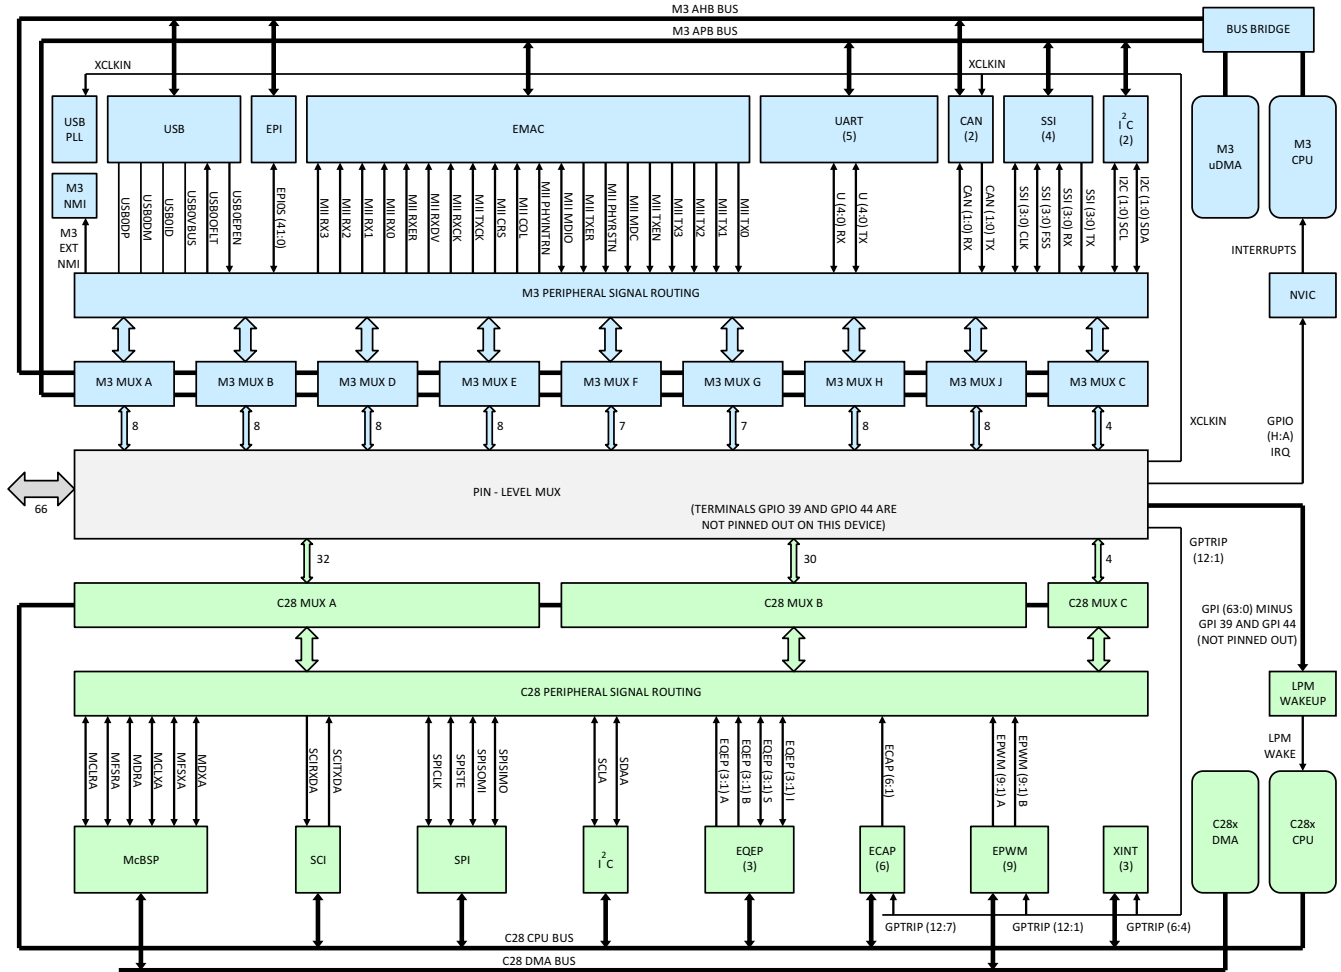 M3 AHB BUS
M3 APB BUS
BUS BRIDGE
XCLKIN
XCLKIN
USB
PLL
USB
EPI
EMAC
UART
(5)
CAN
(2)
SSI
(4)
I2C
(2)
M3
uDMA
M3
CPU
M3
NMI
M3
EXT
NMI
USB0DP
USB0DM
USB0ID
USB0VBUS
USB0OFLT
USB0EPEN
EPI0S (41:0)
MII RX3
MII RX2
MII RX1
MII RX0
MII RXER
MII RXDV
MII RXCK
MII TXCK
MII CRS
MII COL
MII PHYINTRN
MII MDIO
MII TXER
MII PHYRSTN
MII MDC
MII TXEN
MII TX3
MII TX2
MII TX1
MII TX0
U (4:0) RX
U (4:0) TX
CAN (1:0) RX
CAN (1:0) TX
SSI (3:0) CLK
SSI (3:0) FSS
SSI (3:0) RX
SSI (3:0) TX
I2C (1:0) SCL
I2C (1:0) SDA
INTERRUPTS
NVIC
M3 PERIPHERAL SIGNAL ROUTING
M3 MUX A
M3 MUX B
M3 MUX D
M3 MUX E
M3 MUX F
M3 MUX G
M3 MUX H
M3 MUX J
M3 MUX C
8
8
8
8
7
7
8
8
4
XCLKIN
GPIO
(H:A)
IRQ
66
PIN - LEVEL MUX
(TERMINALS GPIO 39 AND GPIO 44 ARE
NOT PINNED OUT ON THIS DEVICE)
32
30
4
GPTRIP
(12:1)
C28 MUX A
C28 MUX B
C28 MUX C
GPI (63:0) MINUS
GPI 39 AND GPI 44
(NOT PINNED OUT)
C28 PERIPHERAL SIGNAL ROUTING
LPM
WAKEUP
LPM
WAKE
MCLRA
MFSRA
MDRA
MCLXA
MFSXA
MDXA
SCIRXDA
SCITXDA
SPICLK
SPISTE
SPISOMI
SPISIMO
SCLA
SDAA
EQEP (3:1) A
EQEP (3:1) B
EQEP (3:1) S
EQEP (3:1) I
ECAP (6:1)
EPWM (9:1) A
EPWM (9:1) B
McBSP
SCI
SPI
I2C
EQEP
(3)
ECAP
(6)
EPWM
(9)
XINT
(3)
C28x
DMA
C28x
CPU
GPTRIP (12:7)
GPTRIP (12:1)
GPTRIP (6:4)
C28 CPU BUS
C28 DMA BUS